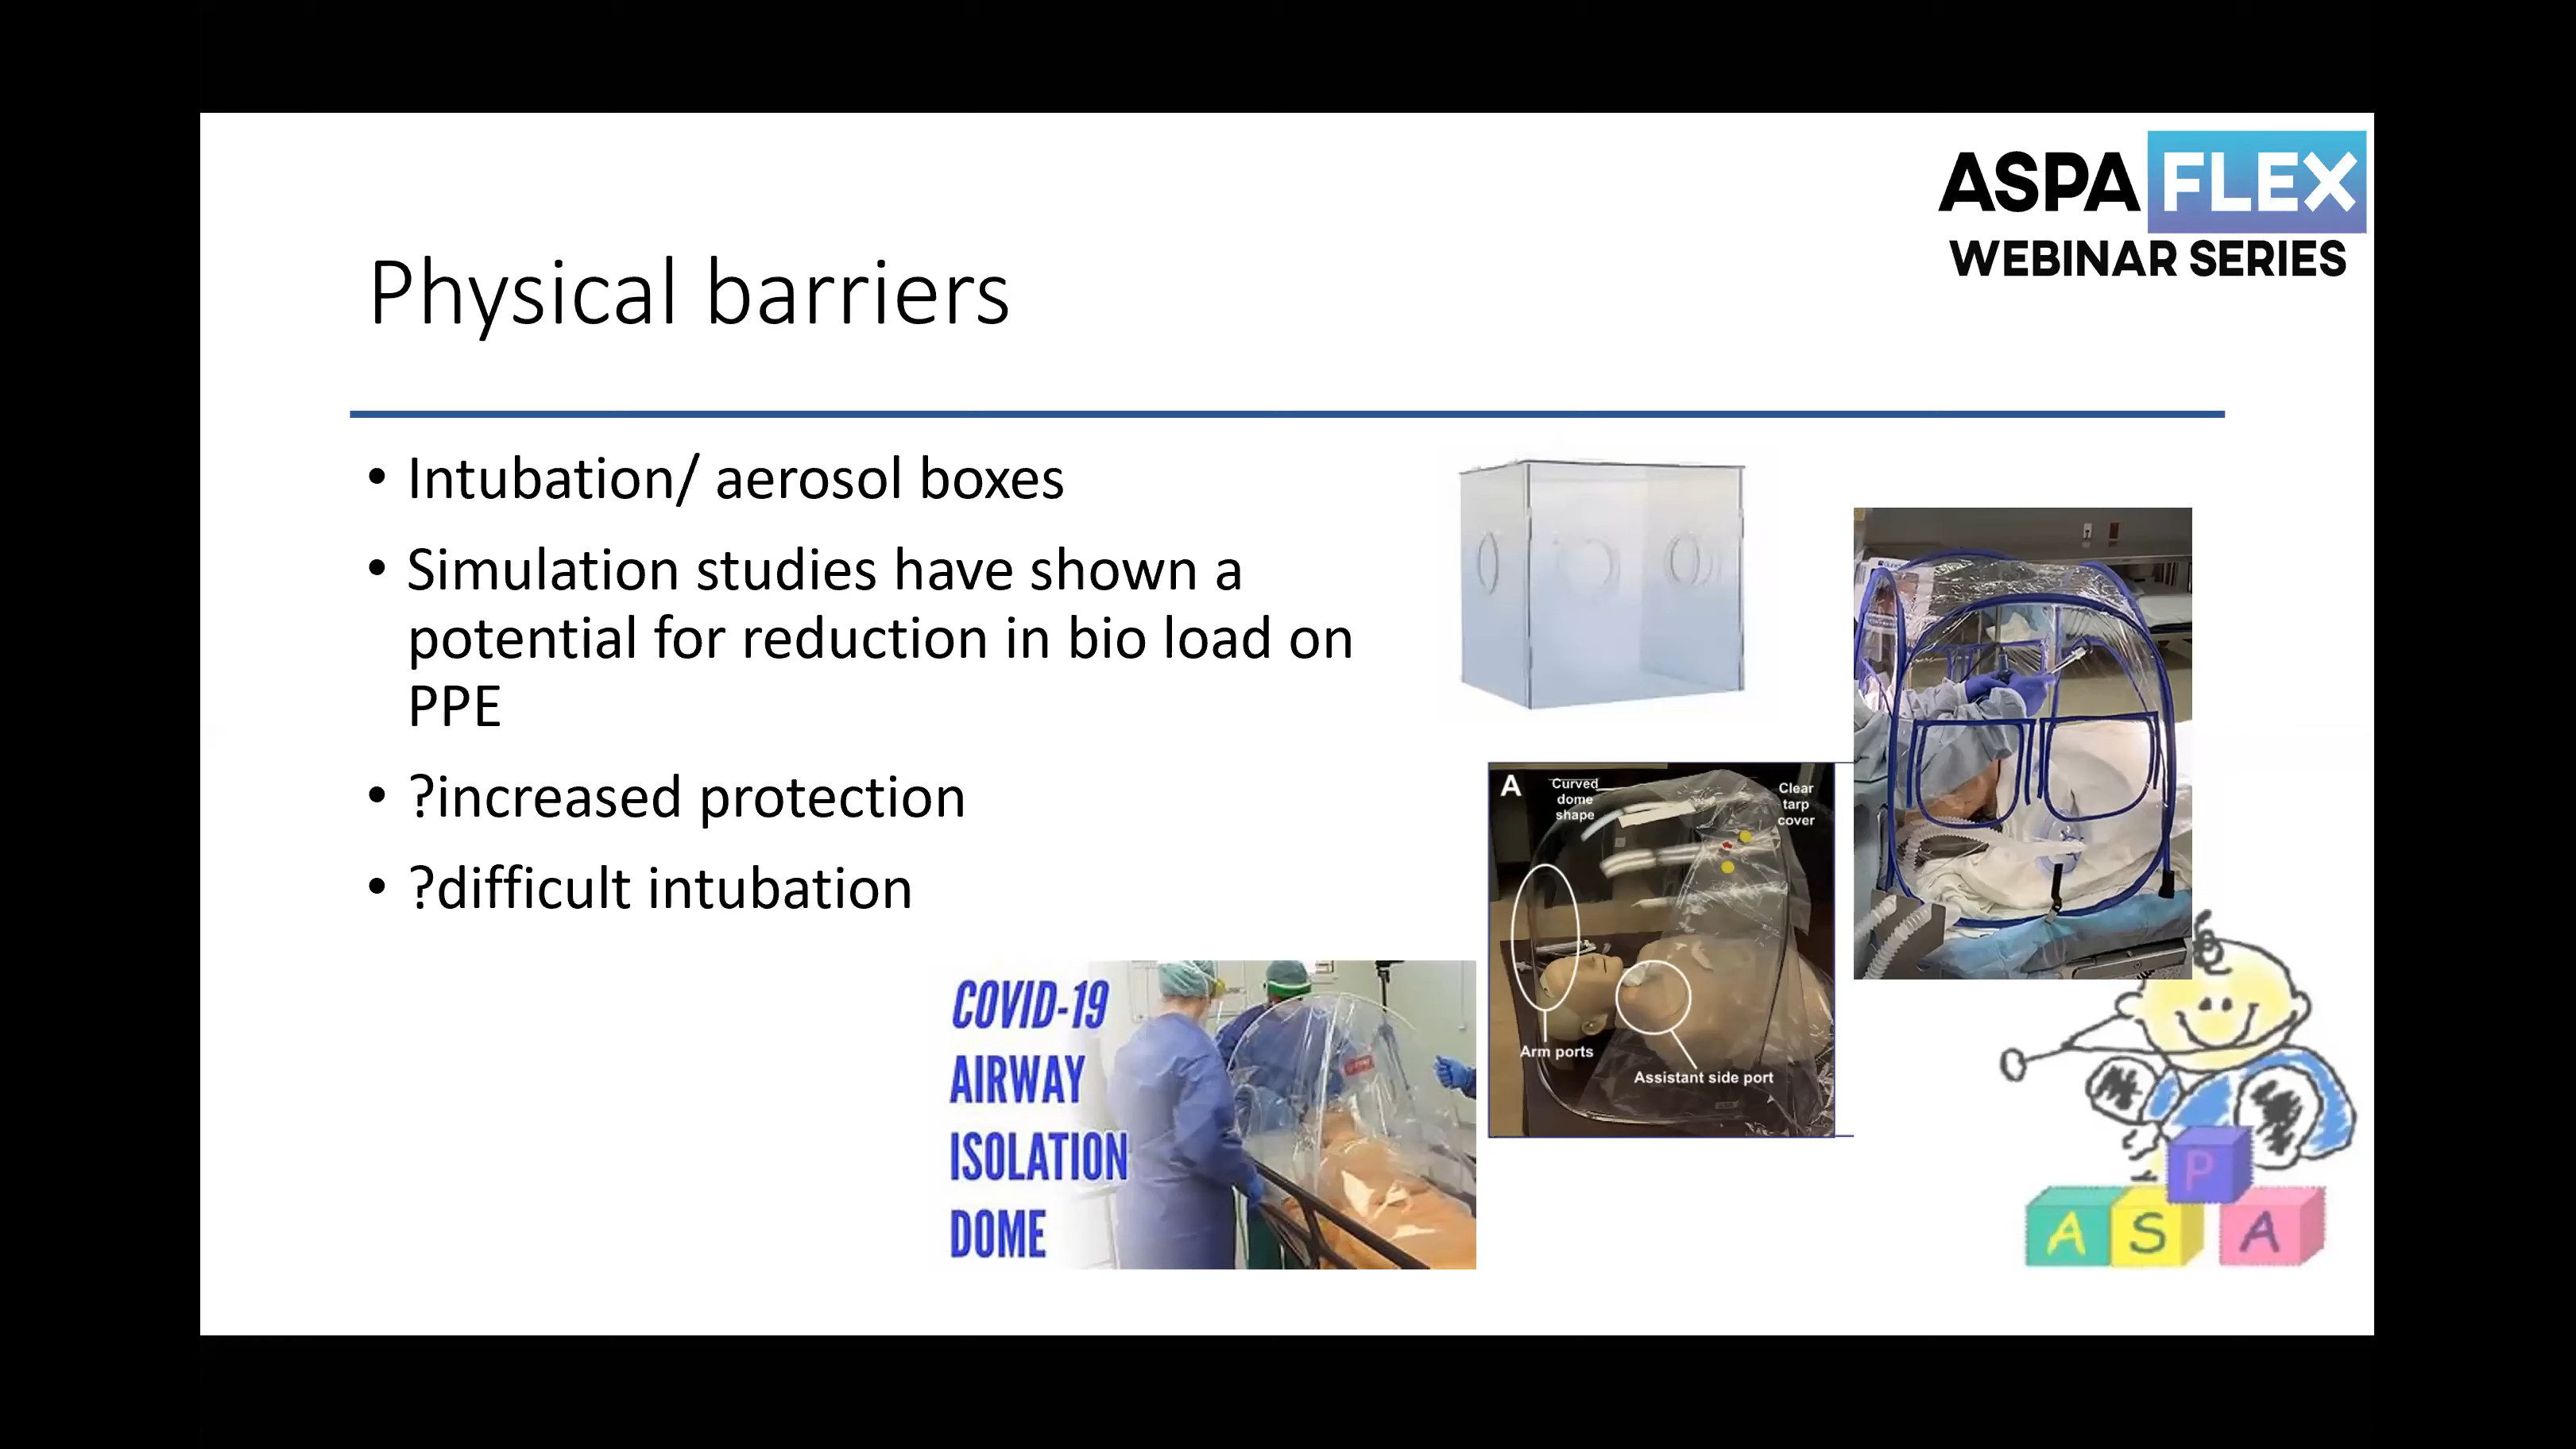 ASPA FLEX
WEBINAR SERIES
Physical barriers
• Intubation/ aerosol boxes
• Simulation studies have shown a
potential for reduction in bio load on
PPE
• ?increased protection
• ?difficult intubation
A
Curved
dome
shape
Clear
tarp
cover
Arm ports
Assistant side port
COVID-19
AIRWAY
ISOLATION
DOME
P
A S A